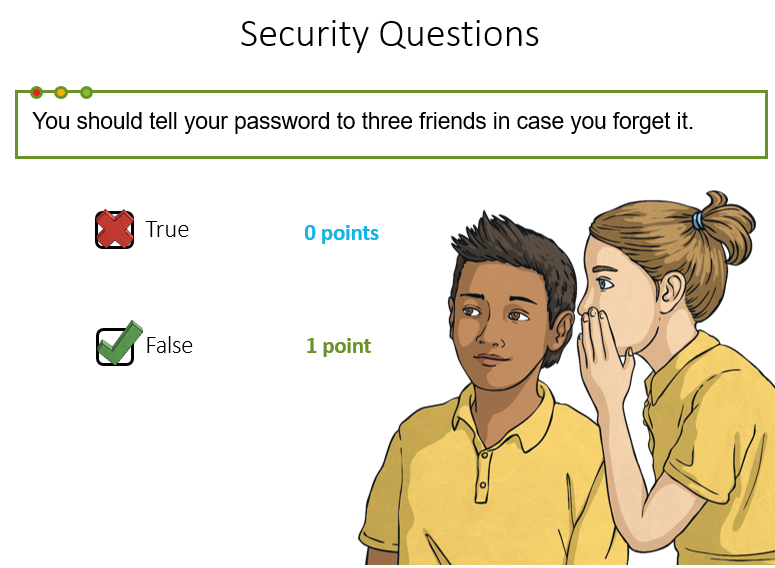 Security Questions
You should tell your password to three friends in case you forget it.
True 0 points
False 1 point